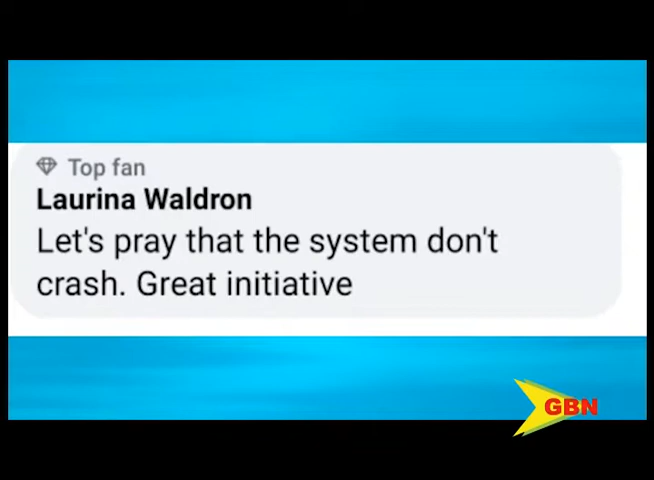 Top fan
Laurina Waldron
Let's pray that the system don't
crash. Great initiative
GBN